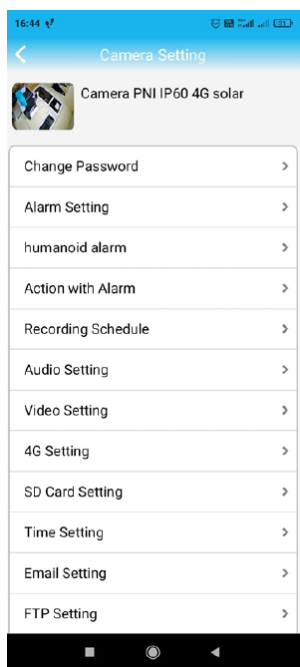 16:44
Camera Setting
Camera PNI IP60 4G solar
Change Password
Alarm Setting
humanoid alarm
Action with Alarm
Recording Schedule
Audio Setting
Video Setting
4G Setting
SD Card Setting
Time Setting
Email Setting
FTP Setting